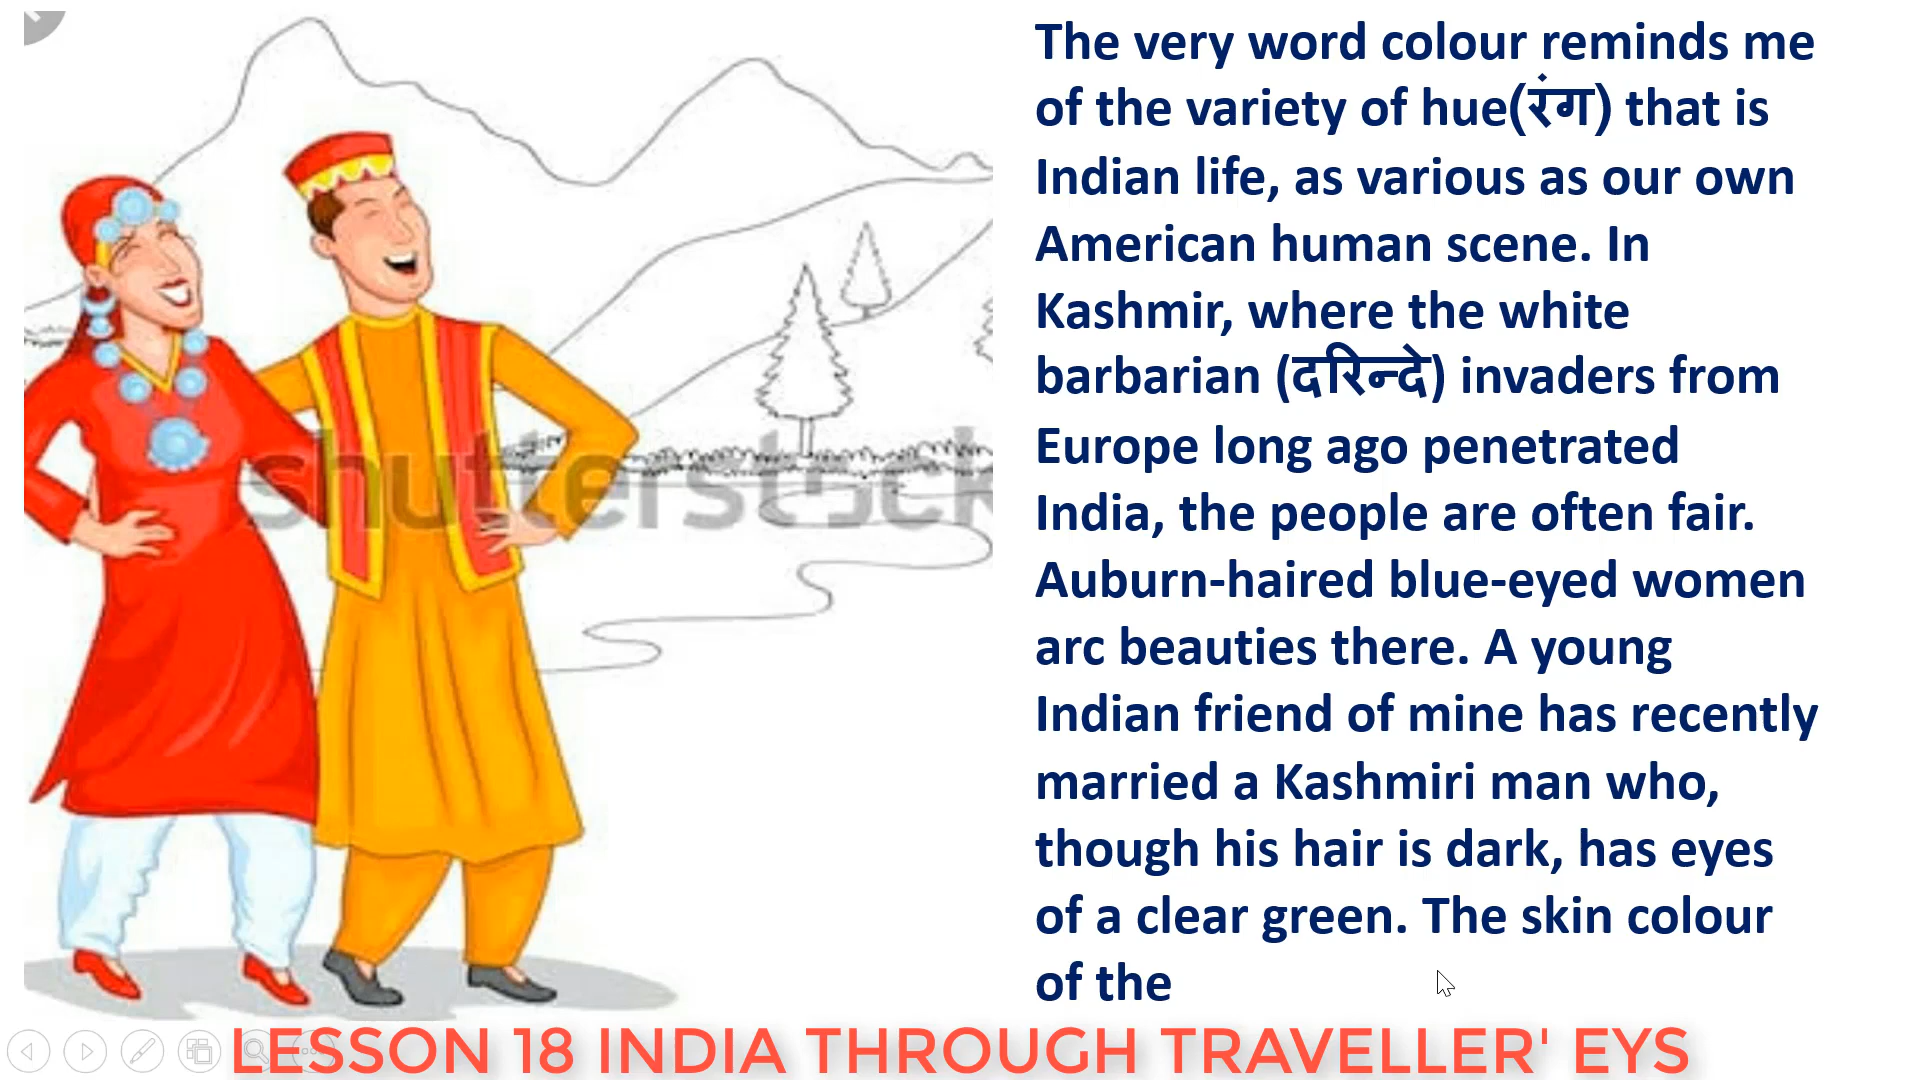 The very word colour reminds me
of the variety of hue(रंग) that is
Indian life, as various as our own
American human scene. In
Kashmir, where the white
barbarian (दरिन्दे) invaders from
Europe long ago penetrated
India, the people are often fair.
Auburn-haired blue-eyed women
arc beauties there. A young
Indian friend of mine has recently
married a Kashmiri man who,
though his hair is dark, has eyes
of a clear green. The skin colour
of the
shutterstock
LESSON 18 INDIA THROUGH TRAVELLER' EYS